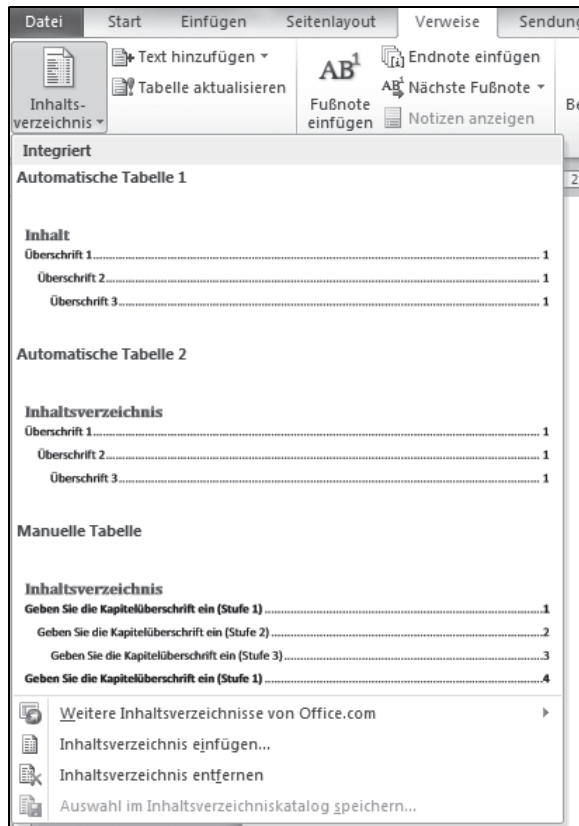 Datei Start Einfügen Seitenlayout Verweise Sendung
Inhalts-
verzeichnis
Text hinzufügen
Tabelle aktualisieren
AB1
Fußnote
einfügen
Endnote einfügen
Nächste Fußnote
Notizen anzeigen
Be
Integriert
2
Automatische Tabelle 1
Inhalt
Überschrift 1 1
Überschrift 2 1
Überschrift 3 1
Automatische Tabelle 2
Inhaltsverzeichnis
Überschrift 1 1
Überschrift 2 1
Überschrift 3 1
Manuelle Tabelle
Inhaltsverzeichnis
Geben Sie die Kapitelüberschrift ein (Stufe 1) 1
Geben Sie die Kapitelüberschrift ein (Stufe 2) 2
Geben Sie die Kapitelüberschrift ein (Stufe 3) 3
Geben Sie die Kapitelüberschrift ein (Stufe 1) 4
Weitere Inhaltsverzeichnisse von Office.com
Inhaltsverzeichnis einfügen...
Inhaltsverzeichnis entfernen
Auswahl im Inhaltsverzeichniskatalog speichern...